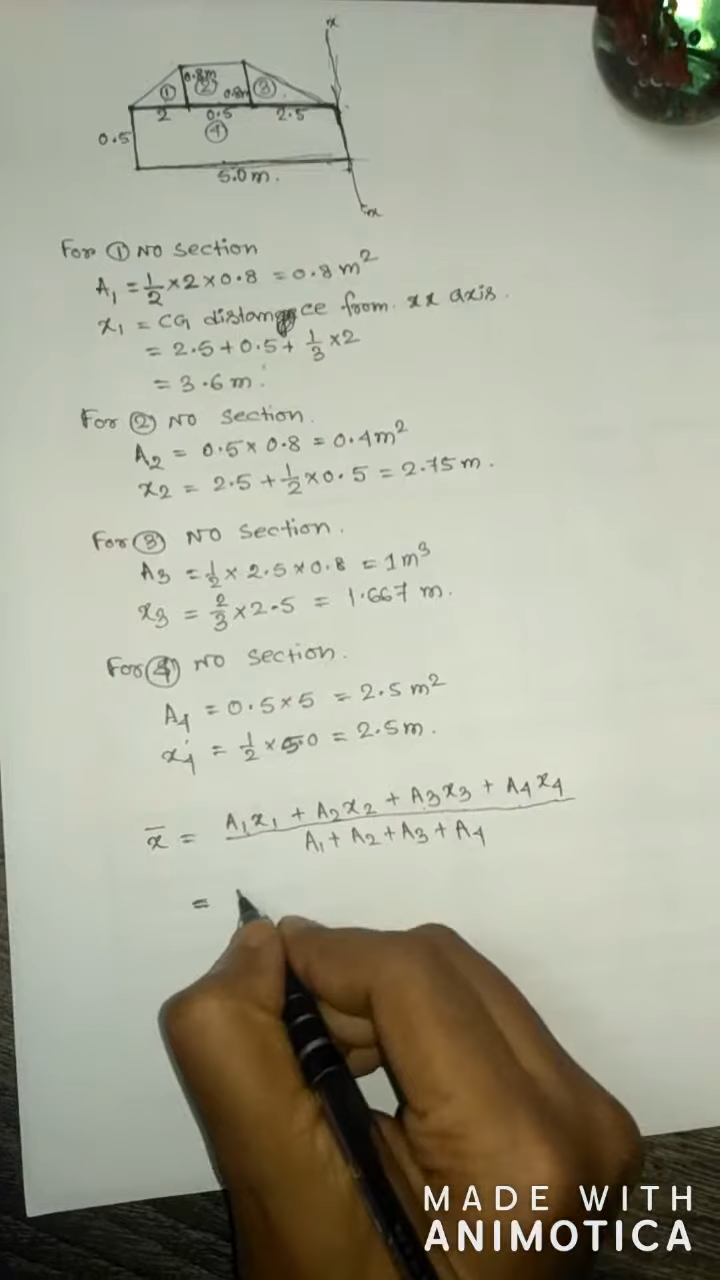 x
0.8m
①
②
0.8m
③
2
0.5
2.5
④
0.5
5.0 m.
x
For ① NO section
A₁ = 1/2 × 2 × 0.8 = 0.8 m²
x₁ = CG distance from xx axis.
= 2.5 + 0.5 + 1/3 × 2
= 3.6 m.
For ② NO section.
A₂ = 0.5 × 0.8 = 0.4 m²
x₂ = 2.5 + 1/2 × 0.5 = 2.75 m.
For ③ NO section.
A₃ = 1/2 × 2.5 × 0.8 = 1 m³
x₃ = 2/3 × 2.5 = 1.667 m.
For ④ NO section.
A₄ = 0.5 × 5 = 2.5 m²
x₄ = 1/2 × 5.0 = 2.5 m.
x̄ = A₁x₁ + A₂x₂ + A₃x₃ + A₄x₄ / A₁ + A₂ + A₃ + A₄
=
MADE WITH
ANIMOTICA